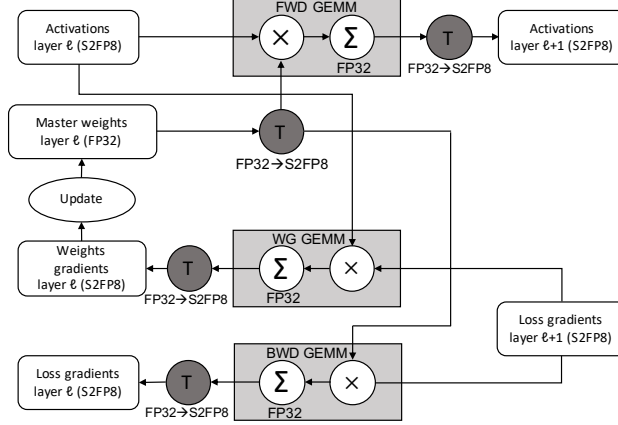 FWD GEMM
Activations
layer ℓ (S2FP8)
×
Σ
T
Activations
layer ℓ+1 (S2FP8)
FP32
FP32→S2FP8
Master weights
layer ℓ (FP32)
T
FP32→S2FP8
Update
WG GEMM
Weights
gradients
layer ℓ (S2FP8)
T
Σ
×
FP32→S2FP8
FP32
Loss gradients
layer ℓ+1 (S2FP8)
BWD GEMM
Loss gradients
layer ℓ (S2FP8)
T
Σ
×
FP32→S2FP8
FP32